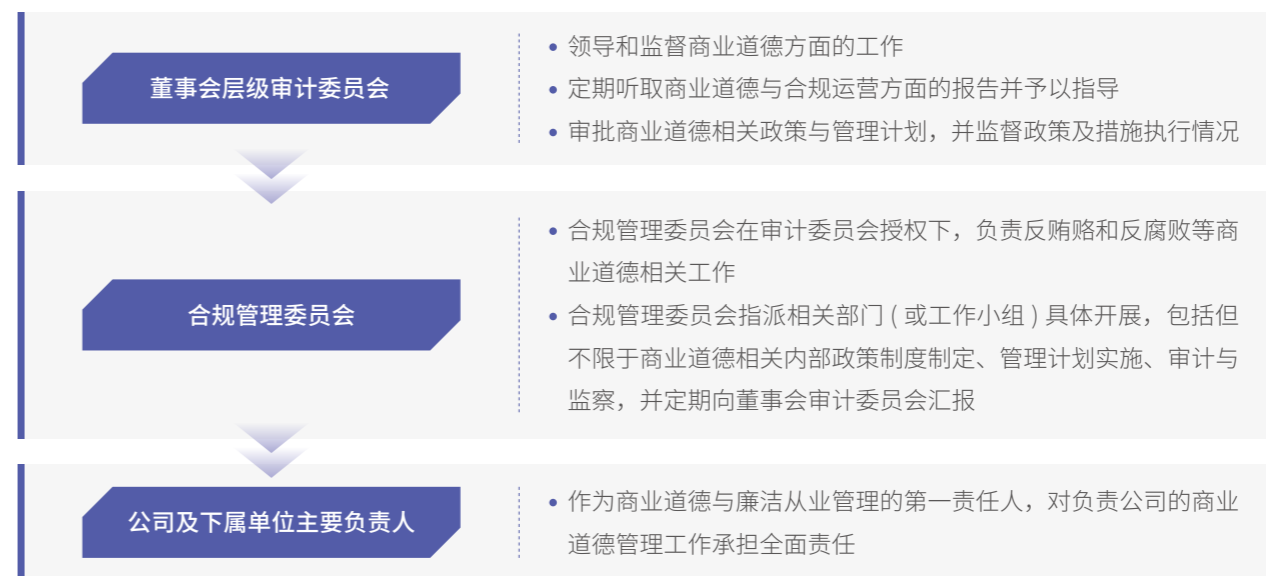 董事会层级审计委员会
• 领导和监督商业道德方面的工作
• 定期听取商业道德与合规运营方面的报告并予以指导
• 审批商业道德相关政策与管理计划，并监督政策及措施执行情况
合规管理委员会
• 合规管理委员会在审计委员会授权下，负责反贿赂和反腐败等商
业道德相关工作
• 合规管理委员会指派相关部门 ( 或工作小组 ) 具体开展，包括但
不限于商业道德相关内部政策制度制定、管理计划实施、审计与
监察，并定期向董事会审计委员会汇报
公司及下属单位主要负责人
• 作为商业道德与廉洁从业管理的第一责任人，对负责公司的商业
道德管理工作承担全面责任